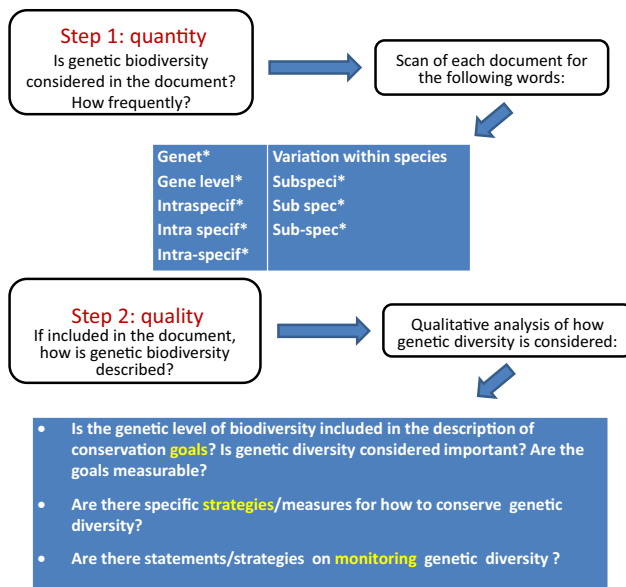 Step 1: quantity
Is genetic biodiversity
considered in the document?
How frequently?
Scan of each document for
the following words:
Genet*
Gene level*
Intraspecif*
Intra specif*
Intra-specif*
Variation within species
Subspeci*
Sub spec*
Sub-spec*
Step 2: quality
If included in the document,
how is genetic biodiversity
described?
Qualitative analysis of how
genetic diversity is considered:
• Is the genetic level of biodiversity included in the description of
conservation goals? Is genetic diversity considered important? Are the
goals measurable?
• Are there specific strategies/measures for how to conserve genetic
diversity?
• Are there statements/strategies on monitoring genetic diversity ?